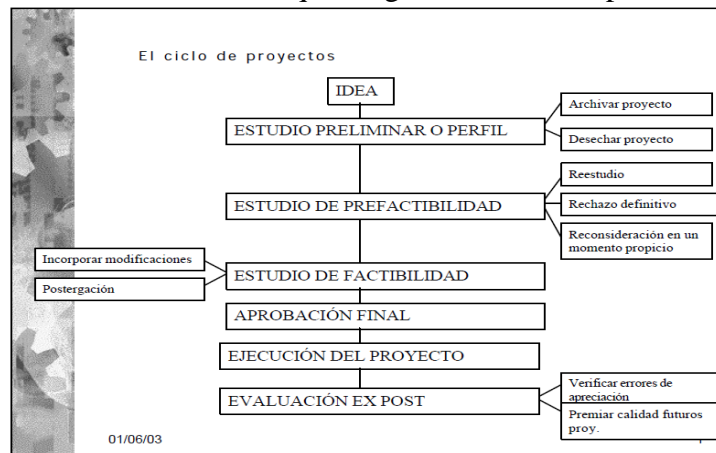 El ciclo de proyectos
IDEA
ESTUDIO PRELIMINAR O PERFIL
Archivar proyecto
Desechar proyecto
ESTUDIO DE PREFACTIBILIDAD
Reestudio
Rechazo definitivo
Reconsideración en un
momento propicio
Incorporar modificaciones
Postergación
ESTUDIO DE FACTIBILIDAD
APROBACIÓN FINAL
EJECUCIÓN DEL PROYECTO
EVALUACIÓN EX POST
Verificar errores de
apreciación
Premiar calidad futuros
proy.
01/06/03